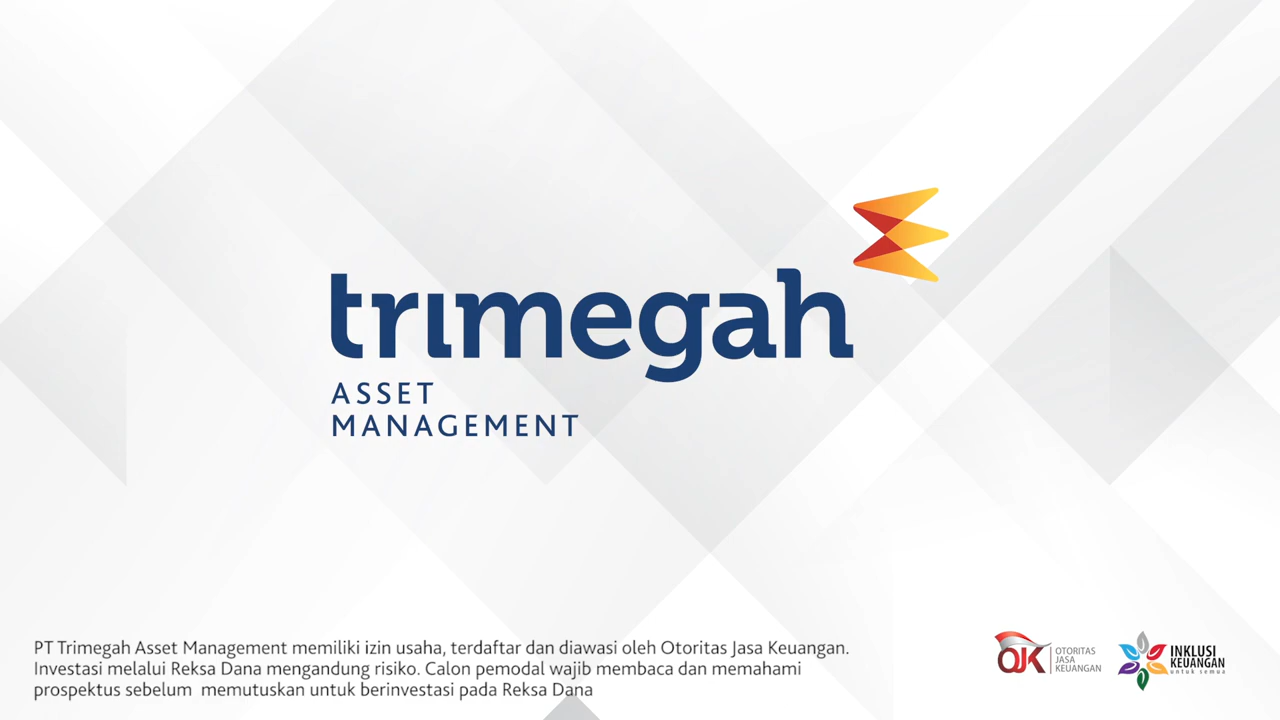 trimegah
ASSET
MANAGEMENT
PT Trimegah Asset Management memiliki izin usaha, terdaftar dan diawasi oleh Otoritas Jasa Keuangan.
Investasi melalui Reksa Dana mengandung risiko. Calon pemodal wajib membaca dan memahami
prospektus sebelum  memutuskan untuk berinvestasi pada Reksa Dana
OJK
OTORITAS
JASA
KEUANGAN
INKLUSI
KEUANGAN
untuk semua